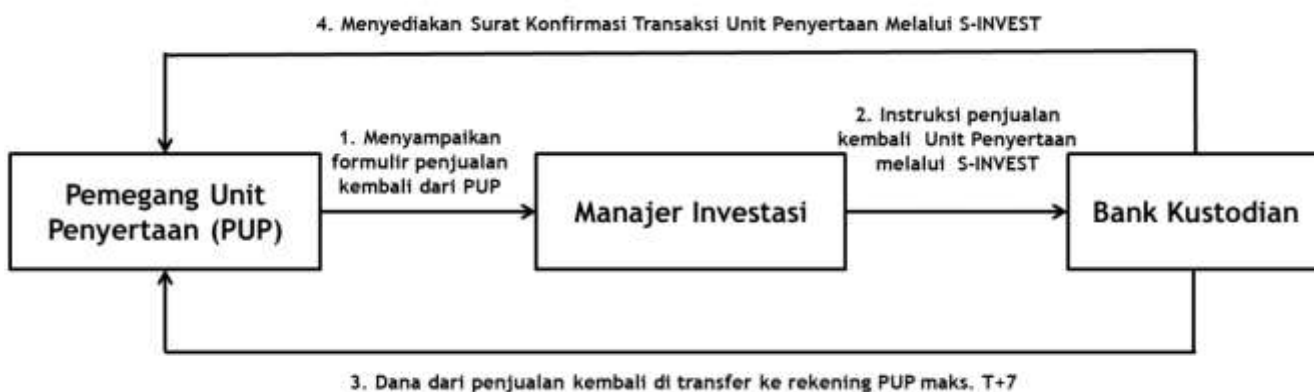 4. Menyediakan Surat Konfirmasi Transaksi Unit Penyertaan Melalui S-INVEST
1. Menyampaikan
formulir penjualan
kembali dari PUP
2. Instruksi penjualan
kembali Unit Penyertaan
melalui S-INVEST
Pemegang Unit
Penyertaan (PUP)
Manajer Investasi
Bank Kustodian
3. Dana dari penjualan kembali di transfer ke rekening PUP maks. T+7